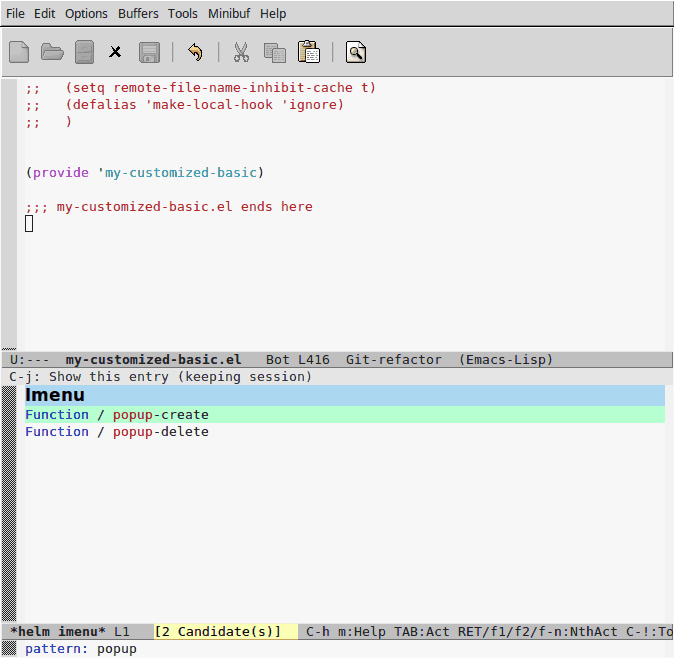 File Edit Options Buffers Tools Minibuf Help
;;   (setq remote-file-name-inhibit-cache t)
;;   (defalias 'make-local-hook 'ignore)
;;   )
(provide 'my-customized-basic)
;;; my-customized-basic.el ends here
U:---  my-customized-basic.el   Bot L416  Git-refactor  (Emacs-Lisp)
C-j: Show this entry (keeping session)
Imenu
Function / popup-create
Function / popup-delete
*helm imenu* L1   [2 Candidate(s)]   C-h m:Help TAB:Act RET/f1/f2/f-n:NthAct C-!:To
pattern: popup